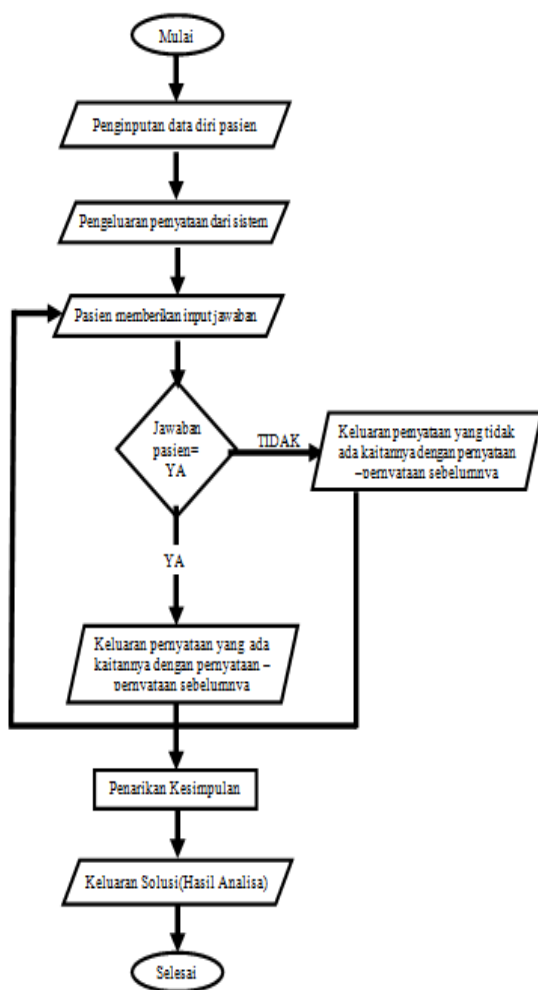 Mulai
Penginputan data diri pasien
Pengeluaran pernyataan dari sistem
Pasien memberikan input jawaban
Jawaban
pasien=
YA
TIDAK
Keluaran pernyataan yang tidak
ada kaitannya dengan pernyataan
–pernyataan sebelumnya
YA
Keluaran pernyataan yang ada
kaitannya dengan pernyataan –
pernyataan sebelumnya
Penarikan Kesimpulan
Keluaran Solusi(Hasil Analisa)
Selesai